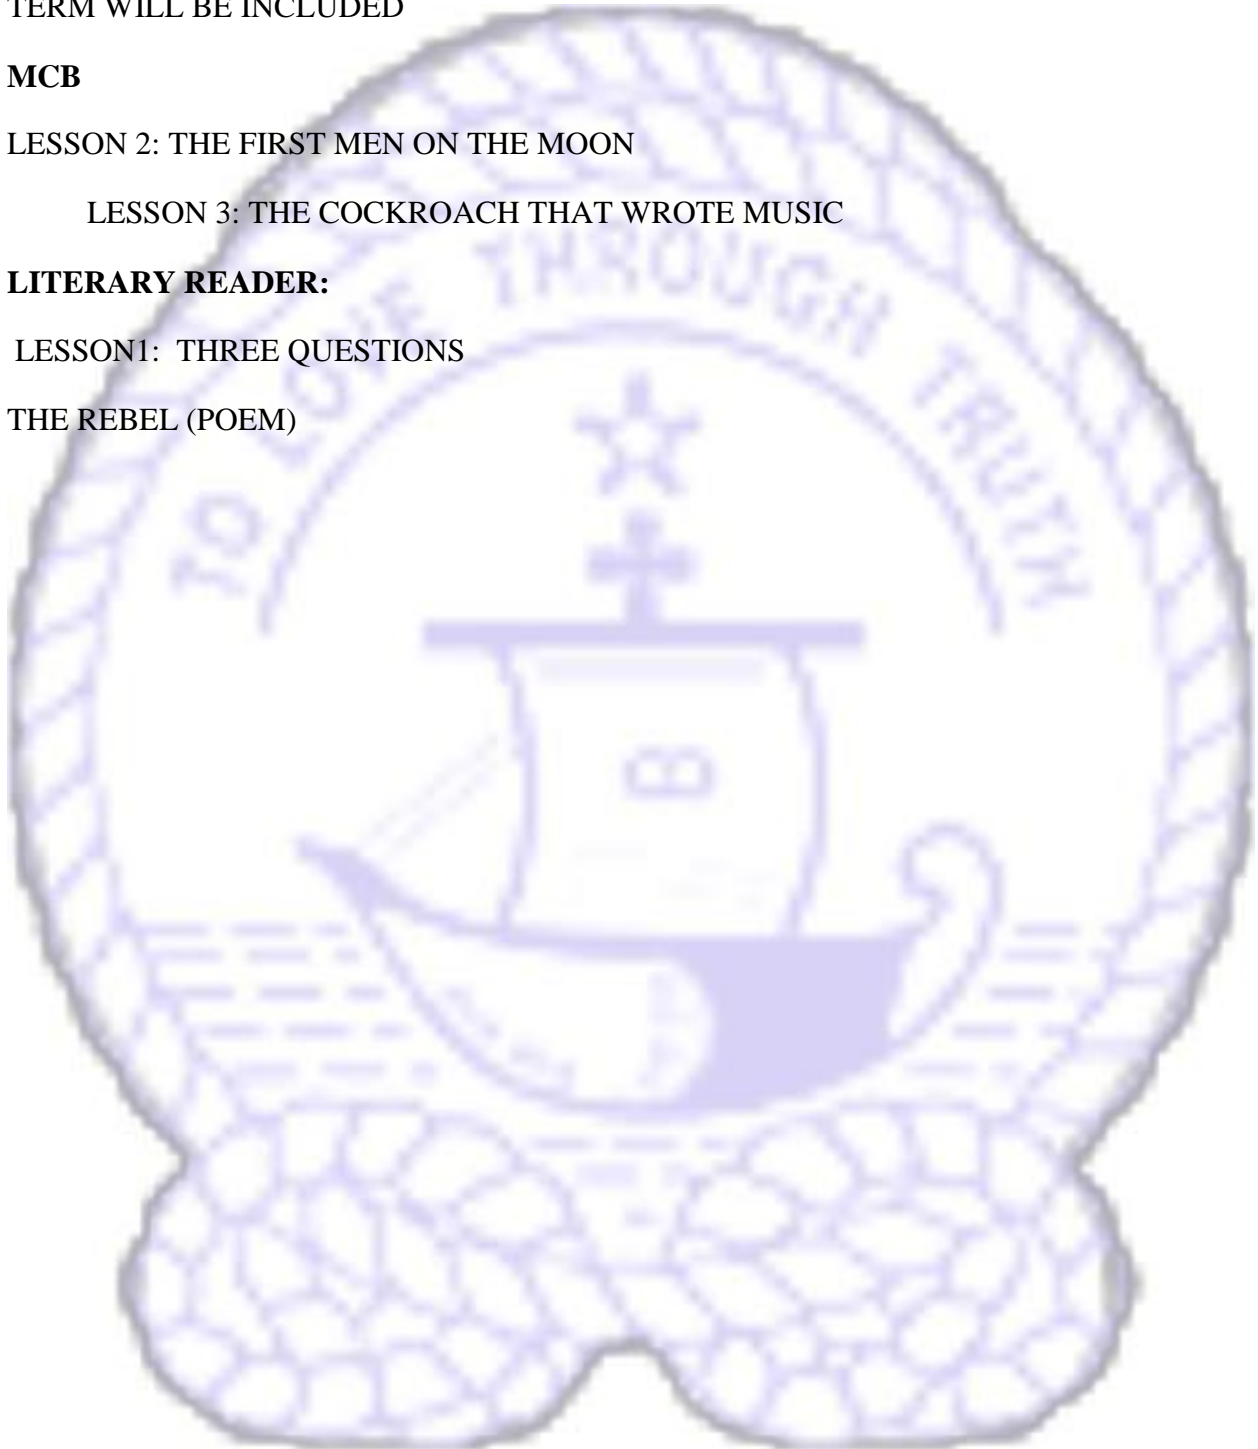 TERM WILL BE INCLUDED
MCB
LESSON 2: THE FIRST MEN ON THE MOON
LESSON 3: THE COCKROACH THAT WROTE MUSIC
LITERARY READER:
LESSON1: THREE QUESTIONS
THE REBEL (POEM)
TO LOVE THROUGH TRUTH
B